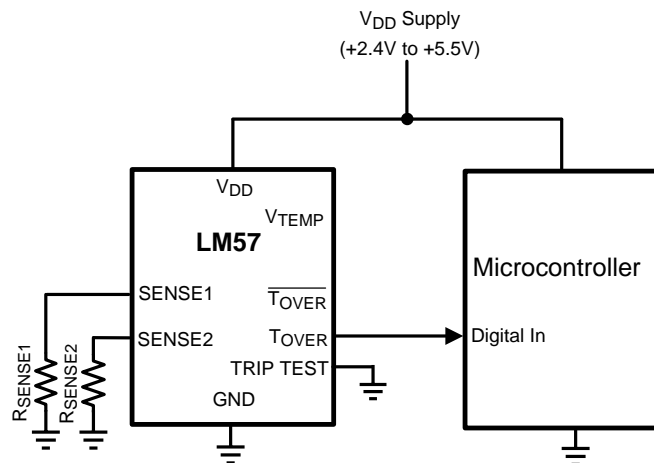 VDD Supply
(+2.4V to +5.5V)
VDD
VTEMP
LM57
SENSE1
TOVER
SENSE2
TOVER
TRIP TEST
GND
RSENSE1
RSENSE2
Microcontroller
Digital In